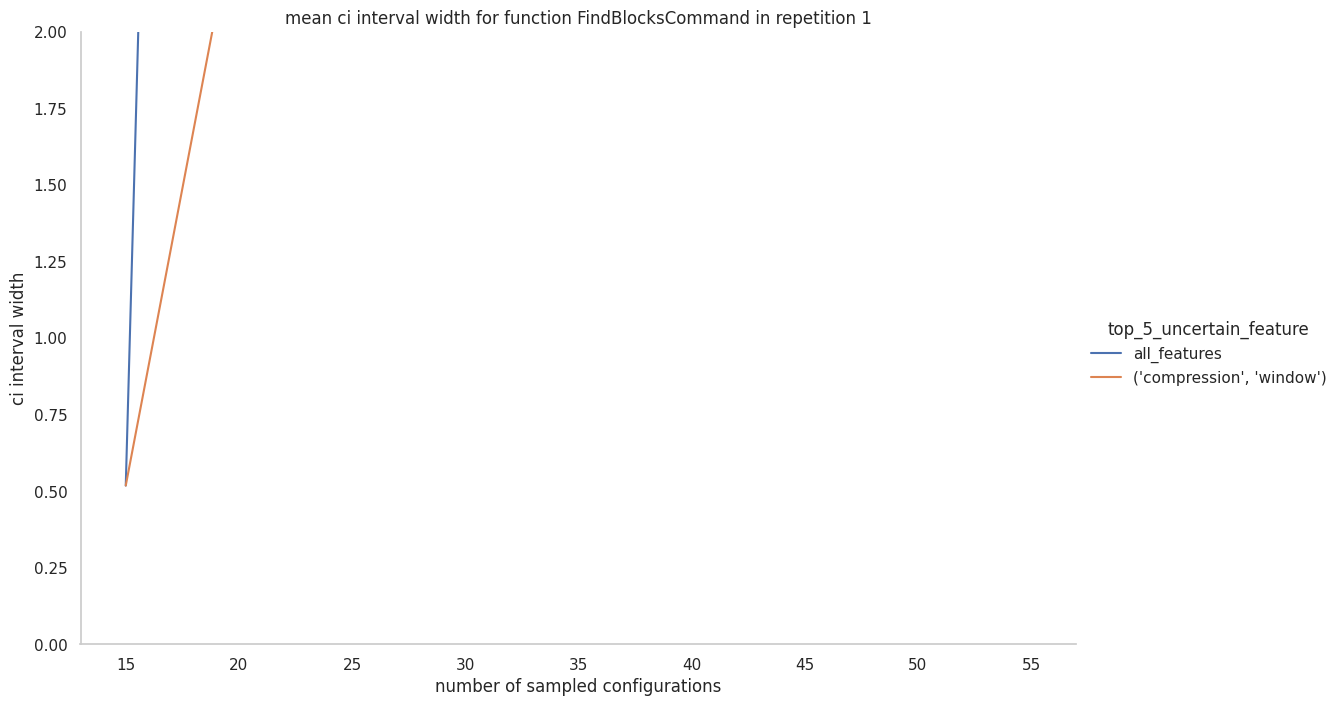 mean ci interval width for function FindBlocksCommand in repetition 1
2.00
1.75
1.50
1.25
1.00
0.75
0.50
0.25
0.00
ci interval width
15 20 25 30 35 40 45 50 55
number of sampled configurations
top_5_uncertain_feature
all_features
('compression', 'window')